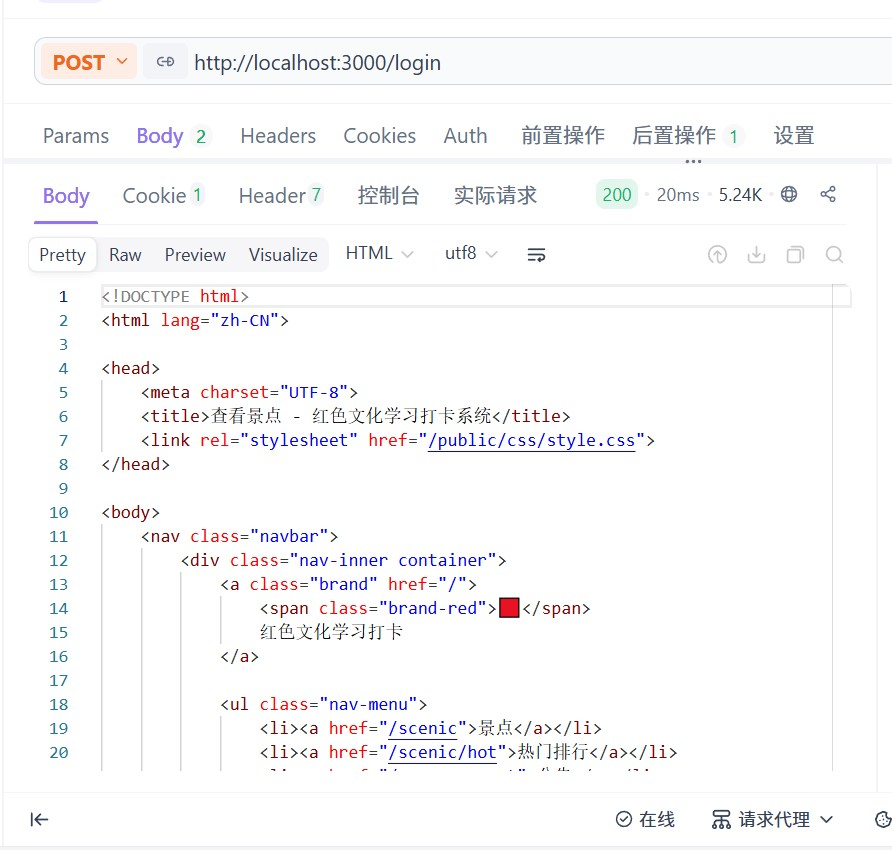 POST http://localhost:3000/login
Params Body 2 Headers Cookies Auth 前置操作 后置操作 1 设置
Body Cookie 1 Header 7 控制台 实际请求 200 20ms 5.24K
Pretty Raw Preview Visualize HTML utf8
1 <!DOCTYPE html>
2 <html lang="zh-CN">
3
4 <head>
5 <meta charset="UTF-8">
6 <title>查看景点 - 红色文化学习打卡系统</title>
7 <link rel="stylesheet" href="/public/css/style.css">
8 </head>
9
10 <body>
11 <nav class="navbar">
12 <div class="nav-inner container">
13 <a class="brand" href="/">
14 <span class="brand-red">🟥</span>
15 红色文化学习打卡
16 </a>
17
18 <ul class="nav-menu">
19 <li><a href="/scenic">景点</a></li>
20 <li><a href="/scenic/hot">热门排行</a></li>
在线 请求代理